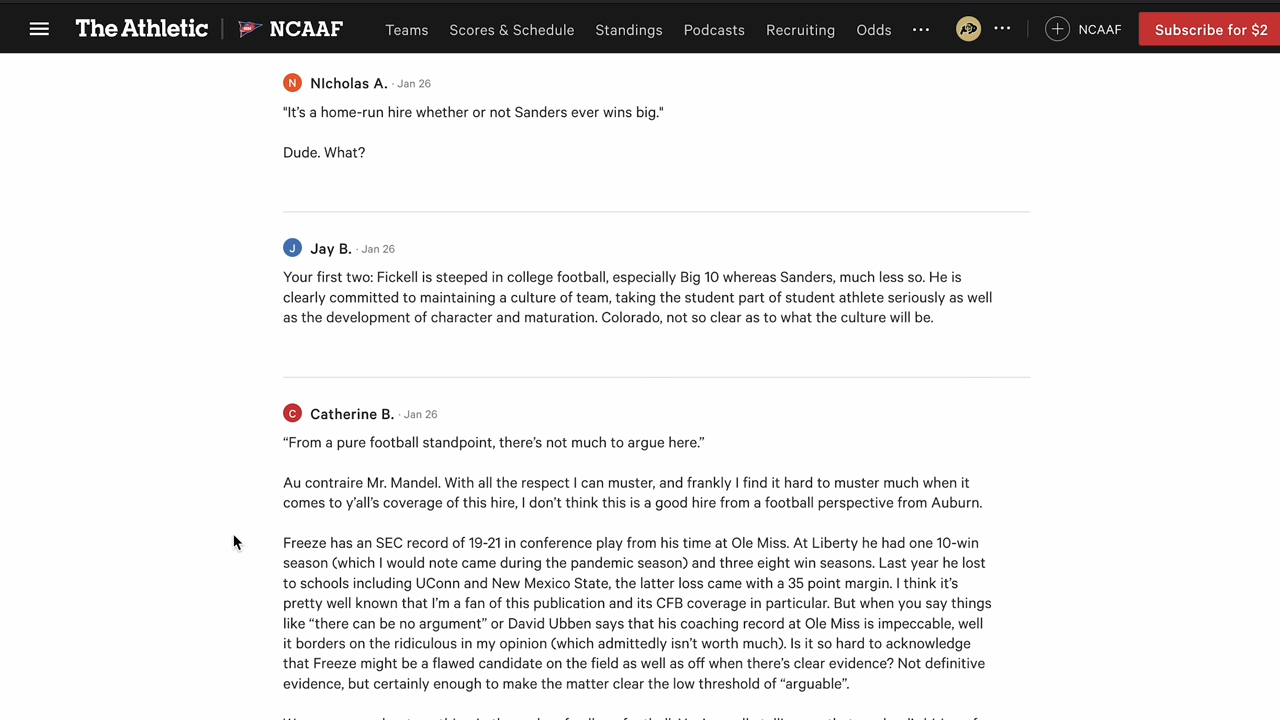 The Athletic NCAAF Teams Scores & Schedule Standings Podcasts Recruiting Odds ••• ••• NCAAF Subscribe for $2
N NIcholas A. · Jan 26
"It's a home-run hire whether or not Sanders ever wins big."
Dude. What?
J Jay B. · Jan 26
Your first two: Fickell is steeped in college football, especially Big 10 whereas Sanders, much less so. He is
clearly committed to maintaining a culture of team, taking the student part of student athlete seriously as well
as the development of character and maturation. Colorado, not so clear as to what the culture will be.
C Catherine B. · Jan 26
“From a pure football standpoint, there’s not much to argue here.”
Au contraire Mr. Mandel. With all the respect I can muster, and frankly I find it hard to muster much when it
comes to y’all’s coverage of this hire, I don’t think this is a good hire from a football perspective from Auburn.
Freeze has an SEC record of 19-21 in conference play from his time at Ole Miss. At Liberty he had one 10-win
season (which I would note came during the pandemic season) and three eight win seasons. Last year he lost
to schools including UConn and New Mexico State, the latter loss came with a 35 point margin. I think it’s
pretty well known that I’m a fan of this publication and its CFB coverage in particular. But when you say things
like “there can be no argument” or David Ubben says that his coaching record at Ole Miss is impeccable, well
it borders on the ridiculous in my opinion (which admittedly isn’t worth much). Is it so hard to acknowledge
that Freeze might be a flawed candidate on the field as well as off when there’s clear evidence? Not definitive
evidence, but certainly enough to make the matter clear the low threshold of “arguable”.